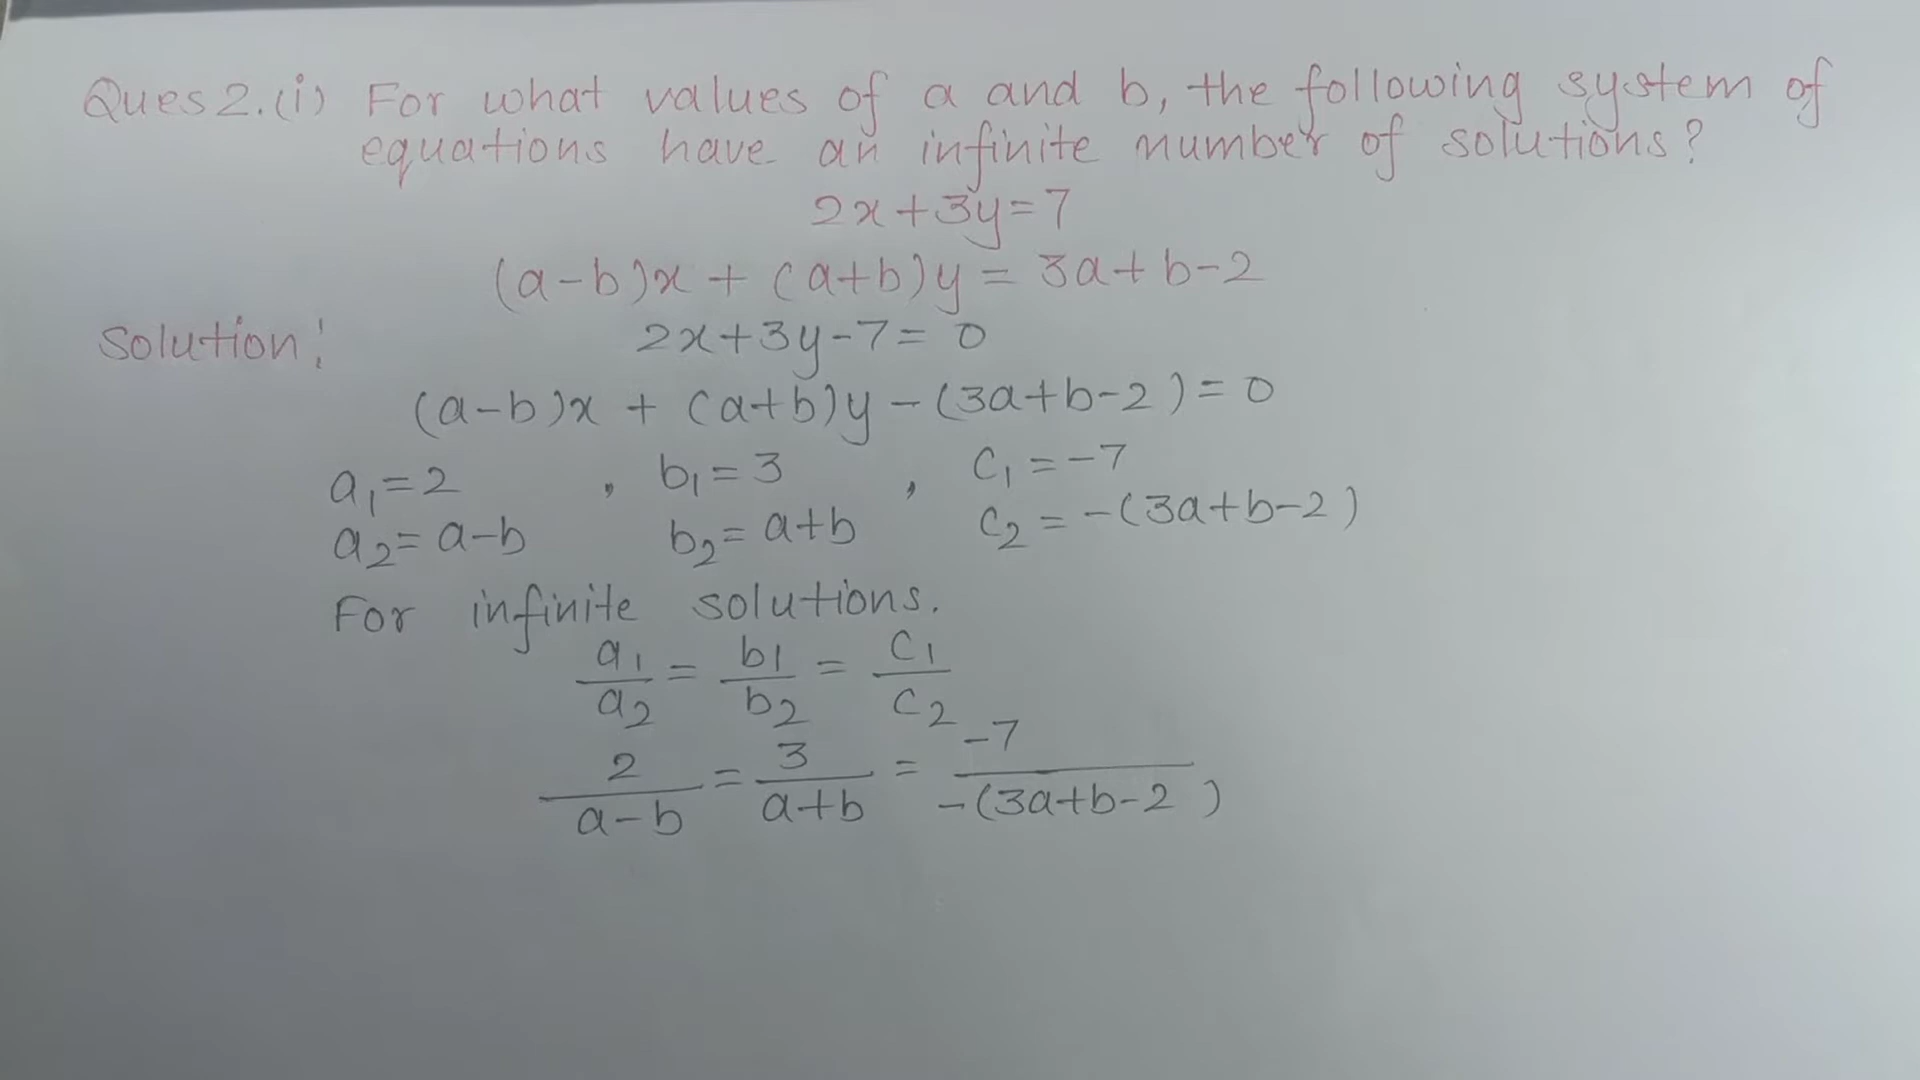 Ques 2. (i) For what values of a and b, the following system of
equations have an infinite number of solutions?
2x+3y=7
(a-b)x + (a+b)y = 3a+b-2
Solution:
2x+3y-7=0
(a-b)x + (a+b)y - (3a+b-2)=0
a₁=2 , b₁=3 , c₁=-7
a₂=a-b b₂=a+b c₂=-(3a+b-2)
For infinite solutions.
a₁/a₂ = b₁/b₂ = c₁/c₂
2/(a-b) = 3/(a+b) = -7/-(3a+b-2)